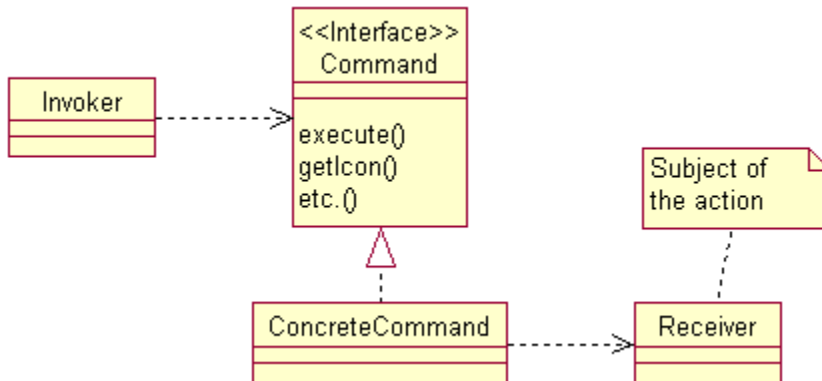 <<Interface>>
Command
Invoker
execute()
getIcon()
etc.()
Subject of
the action
ConcreteCommand
Receiver